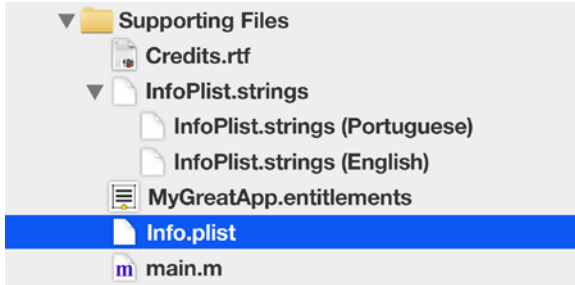 Supporting Files
Credits.rtf
InfoPlist.strings
InfoPlist.strings (Portuguese)
InfoPlist.strings (English)
MyGreatApp.entitlements
Info.plist
m main.m